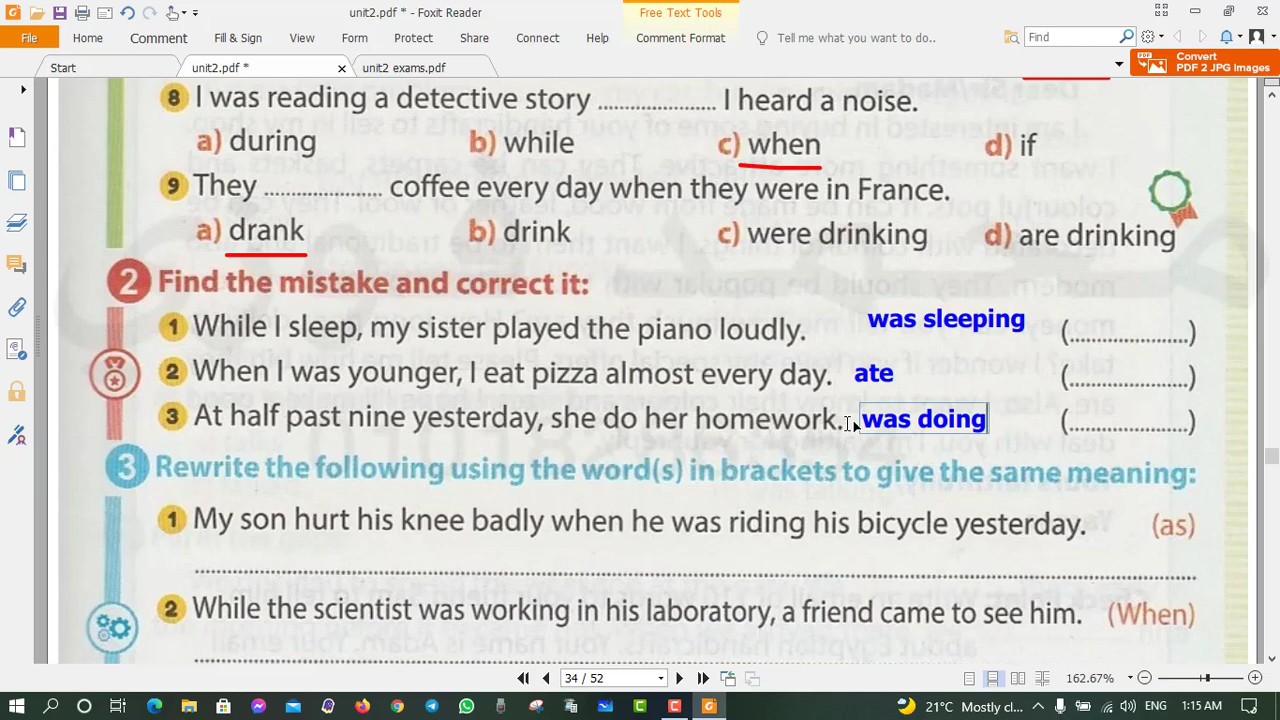 unit2.pdf * - Foxit Reader
Free Text Tools
File
Home
Comment
Fill & Sign
View
Form
Protect
Share
Connect
Help
Comment Format
Tell me what you want to do..
Find
Start
unit2.pdf *
unit2 exams.pdf
Convert
PDF 2 JPG Images
8 I was reading a detective story .................... I heard a noise.
a) during b) while c) when d) if
9 They .................... coffee every day when they were in France.
a) drank b) drink c) were drinking d) are drinking
2 Find the mistake and correct it:
1 While I sleep, my sister played the piano loudly. was sleeping (....................)
2 When I was younger, I eat pizza almost every day. ate (....................)
3 At half past nine yesterday, she do her homework. was doing (....................)
3 Rewrite the following using the word(s) in brackets to give the same meaning:
1 My son hurt his knee badly when he was riding his bicycle yesterday. (as)
2 While the scientist was working in his laboratory, a friend came to see him. (When)
34 / 52
162.67%
21°C Mostly cl...
1:15 AM